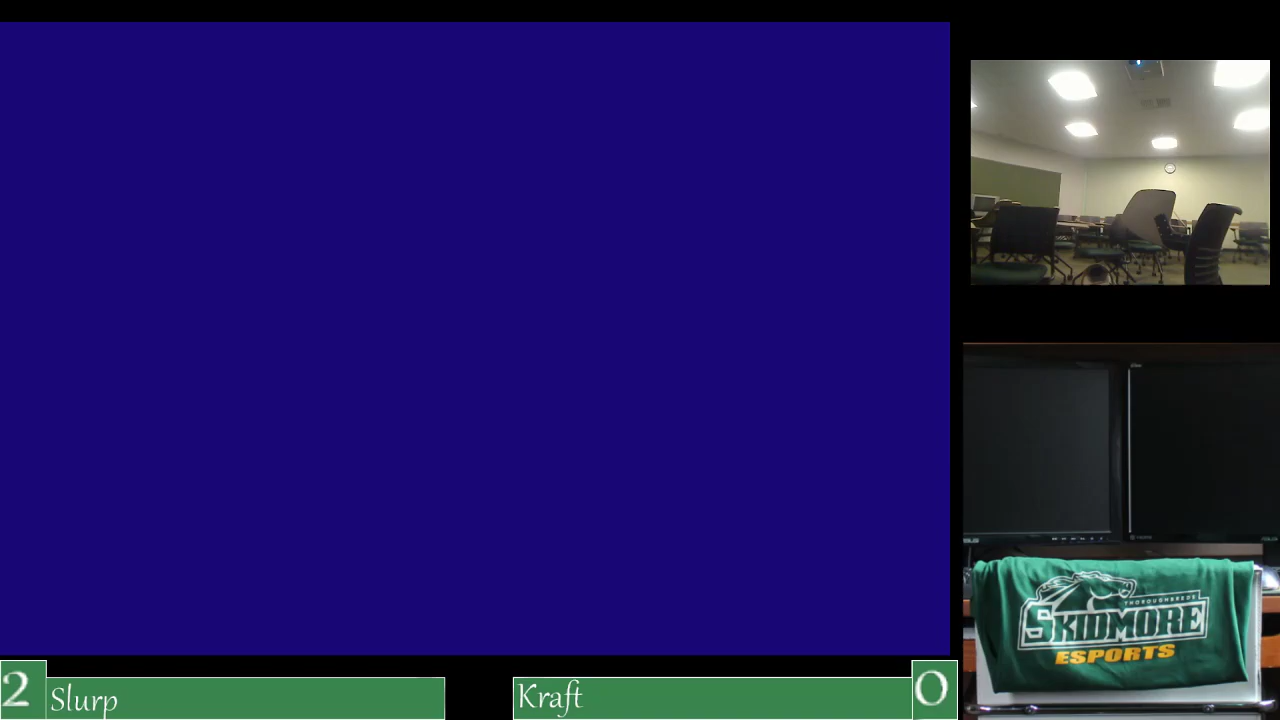 THOROUGHBREDS
SKIDMORE
ESPORTS
2 Slurp
Kraft 0